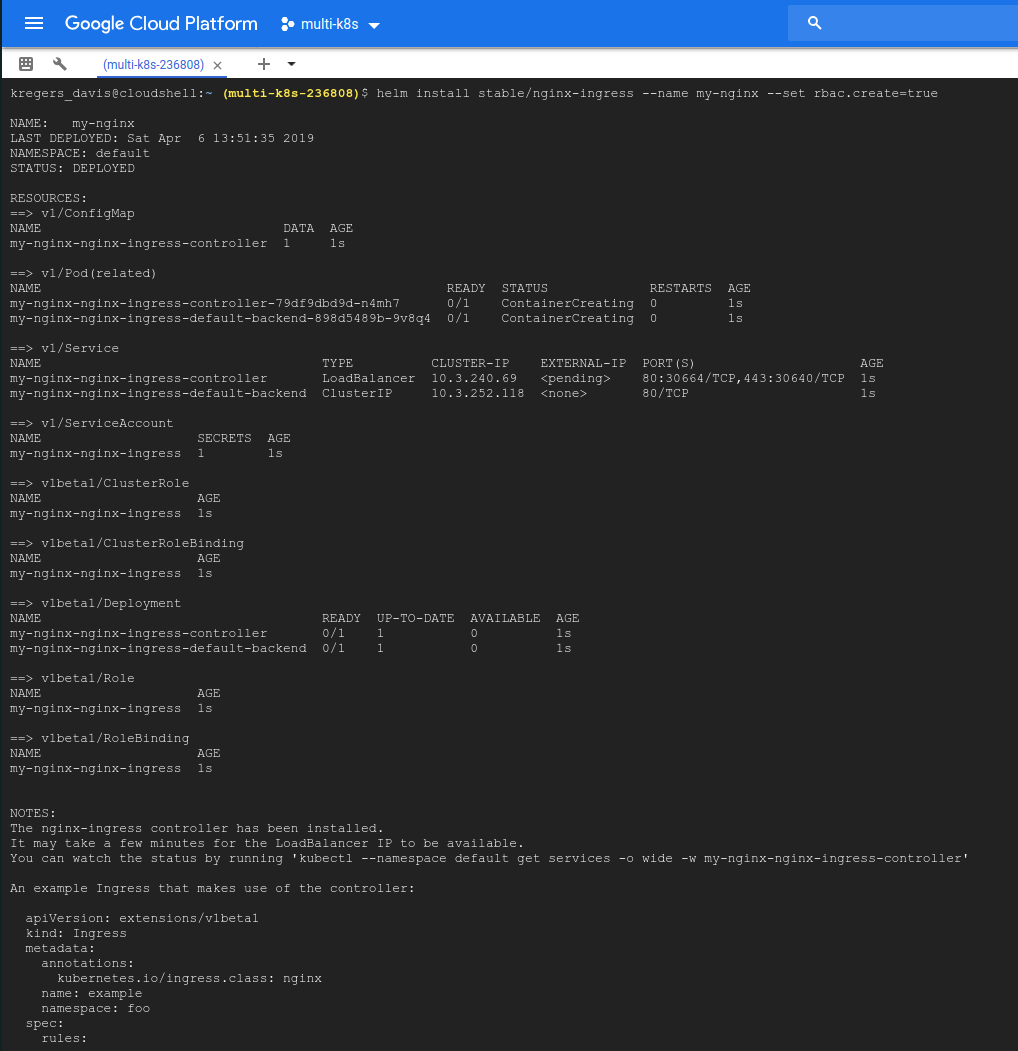 Google Cloud Platform multi-k8s
(multi-k8s-236808)
kregers_davis@cloudshell:~ (multi-k8s-236808)$ helm install stable/nginx-ingress --name my-nginx --set rbac.create=true
NAME:   my-nginx
LAST DEPLOYED: Sat Apr  6 13:51:35 2019
NAMESPACE: default
STATUS: DEPLOYED
RESOURCES:
==> v1/ConfigMap
NAME                               DATA  AGE
my-nginx-nginx-ingress-controller  1     1s
==> v1/Pod(related)
NAME                                                    READY  STATUS             RESTARTS  AGE
my-nginx-nginx-ingress-controller-79df9dbd9d-n4mh7      0/1    ContainerCreating  0         1s
my-nginx-nginx-ingress-default-backend-898d5489b-9v8q4  0/1    ContainerCreating  0         1s
==> v1/Service
NAME                                    TYPE          CLUSTER-IP    EXTERNAL-IP  PORT(S)                     AGE
my-nginx-nginx-ingress-controller       LoadBalancer  10.3.240.69   <pending>    80:30664/TCP,443:30640/TCP  1s
my-nginx-nginx-ingress-default-backend  ClusterIP     10.3.252.118  <none>       80/TCP                      1s
==> v1/ServiceAccount
NAME                    SECRETS  AGE
my-nginx-nginx-ingress  1        1s
==> v1beta1/ClusterRole
NAME                    AGE
my-nginx-nginx-ingress  1s
==> v1beta1/ClusterRoleBinding
NAME                    AGE
my-nginx-nginx-ingress  1s
==> v1beta1/Deployment
NAME                                    READY  UP-TO-DATE  AVAILABLE  AGE
my-nginx-nginx-ingress-controller       0/1    1           0          1s
my-nginx-nginx-ingress-default-backend  0/1    1           0          1s
==> v1beta1/Role
NAME                    AGE
my-nginx-nginx-ingress  1s
==> v1beta1/RoleBinding
NAME                    AGE
my-nginx-nginx-ingress  1s
NOTES:
The nginx-ingress controller has been installed.
It may take a few minutes for the LoadBalancer IP to be available.
You can watch the status by running 'kubectl --namespace default get services -o wide -w my-nginx-nginx-ingress-controller'
An example Ingress that makes use of the controller:
  apiVersion: extensions/v1beta1
  kind: Ingress
  metadata:
    annotations:
      kubernetes.io/ingress.class: nginx
    name: example
    namespace: foo
  spec:
    rules: